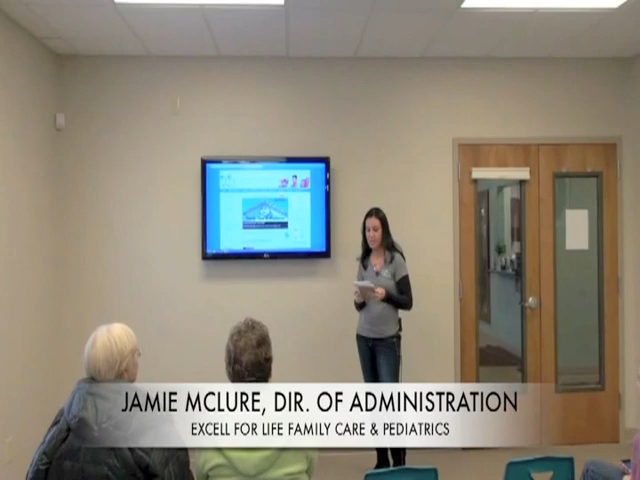 JAMIE MCLURE, DIR. OF ADMINISTRATION
EXCELL FOR LIFE FAMILY CARE & PEDIATRICS